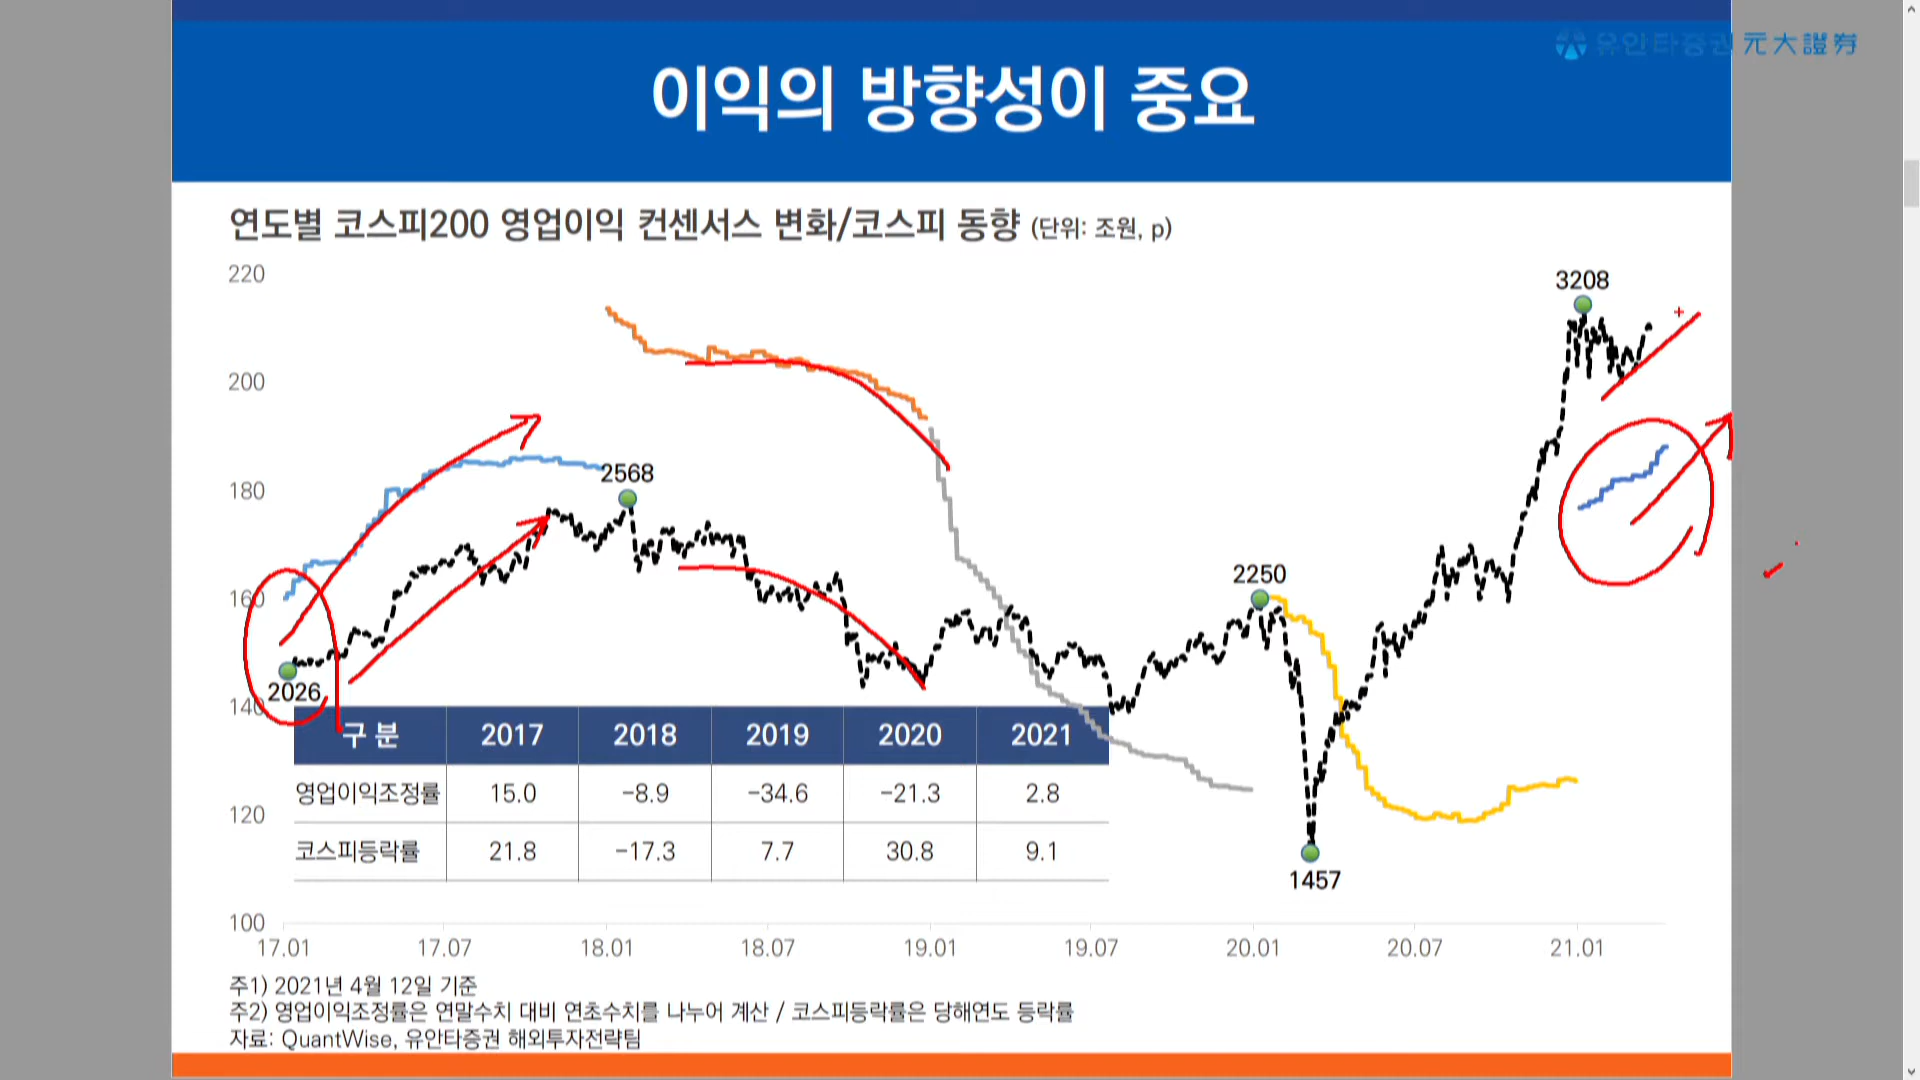 유안타증권 元大證券
이익의 방향성이 중요
연도별 코스피200 영업이익 컨센서스 변화/코스피 동향 (단위: 조원, p)
220
200
180
160
140
120
100
3208
2568
2250
2026
1457
구 분 2017 2018 2019 2020 2021
영업이익조정률 15.0 -8.9 -34.6 -21.3 2.8
코스피등락률 21.8 -17.3 7.7 30.8 9.1
17.01 17.07 18.01 18.07 19.01 19.07 20.01 20.07 21.01
주1) 2021년 4월 12일 기준
주2) 영업이익조정률은 연말수치 대비 연초수치를 나누어 계산 / 코스피등락률은 당해연도 등락률
자료: QuantWise, 유안타증권 해외투자전략팀